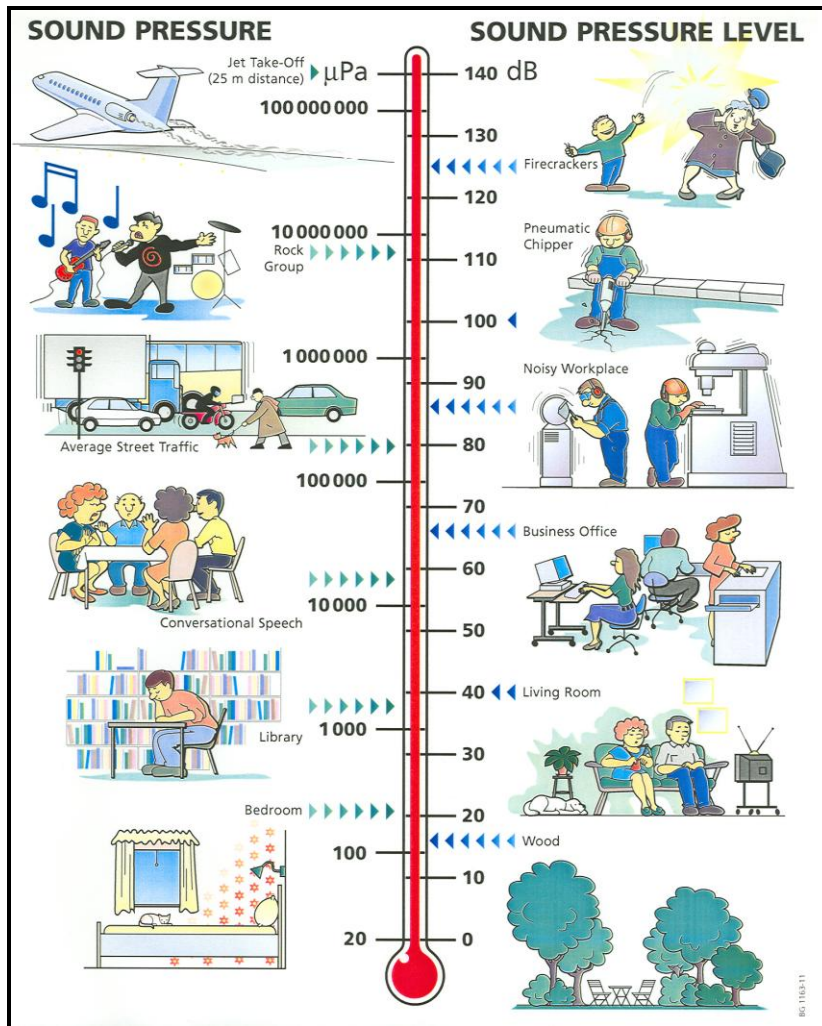 SOUND PRESSURE
SOUND PRESSURE LEVEL
Jet Take-Off
(25 m distance)
μPa
140 dB
100 000 000
130
Firecrackers
120
10 000 000
Rock
Group
Pneumatic
Chipper
110
100
1 000 000
Noisy Workplace
90
Average Street Traffic
80
100 000
70
Business Office
60
10 000
Conversational Speech
50
40
Living Room
1000
Library
30
Bedroom
20
Wood
100
10
20
0
BG 1163-11